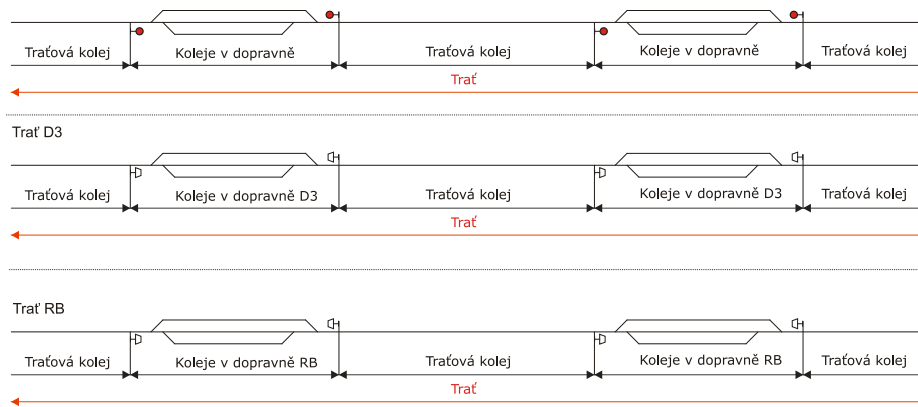 Traťová kolej Koleje v dopravně Traťová kolej Koleje v dopravně Traťová kolej
Trať
Trať D3
Traťová kolej Koleje v dopravně D3 Traťová kolej Koleje v dopravně D3 Traťová kolej
Trať
Trať RB
Traťová kolej Koleje v dopravně RB Traťová kolej Koleje v dopravně RB Traťová kolej
Trať